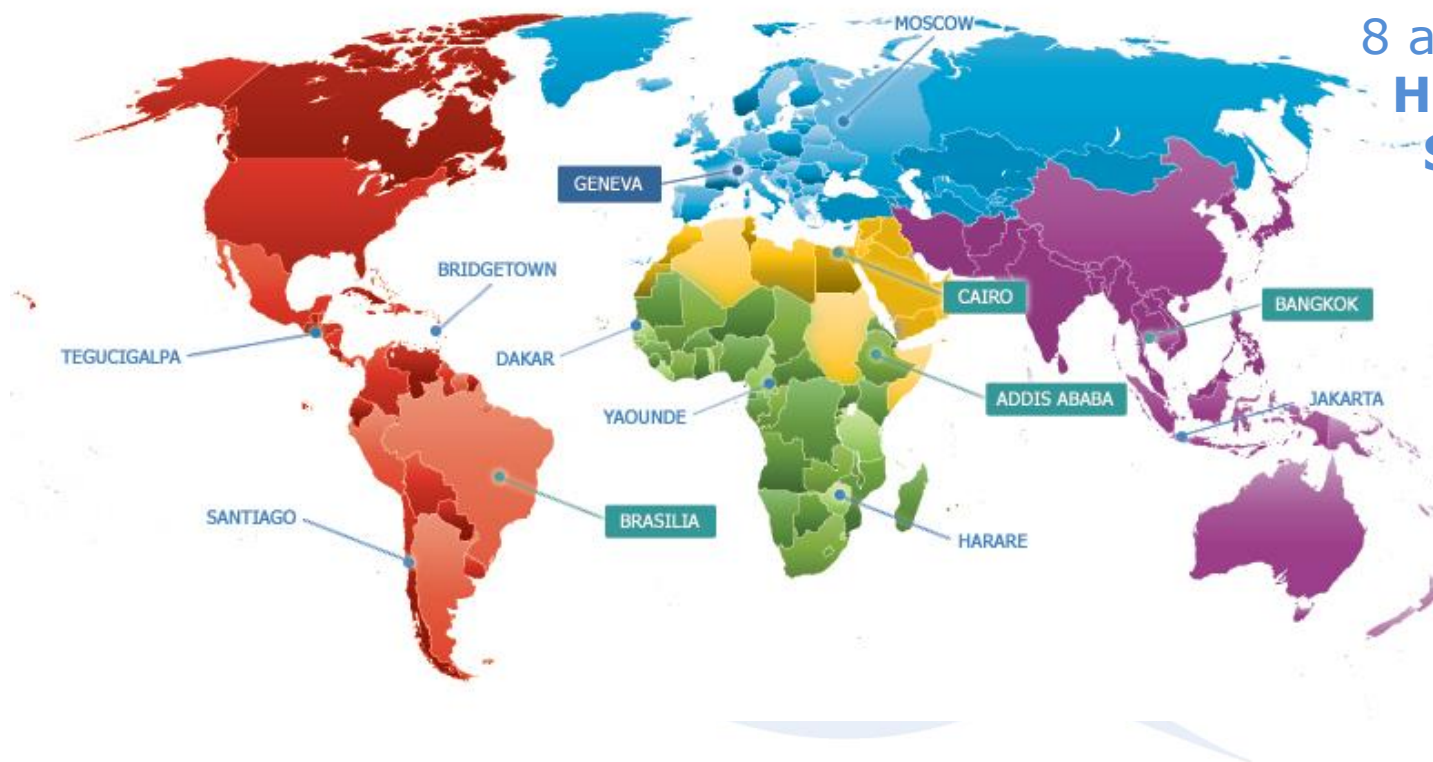 MOSCOW
8 a
H
GENEVA
BRIDGETOWN
CAIRO
BANGKOK
TEGUCIGALPA
DAKAR
ADDIS ABABA
JAKARTA
YAOUNDE
SANTIAGO
BRASILIA
HARARE